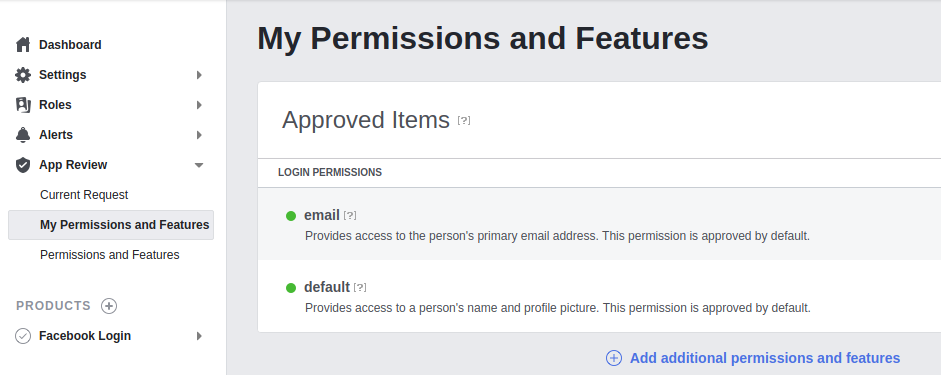 Dashboard
Settings
Roles
Alerts
App Review
Current Request
My Permissions and Features
Permissions and Features
PRODUCTS
Facebook Login
My Permissions and Features
Approved Items [?]
LOGIN PERMISSIONS
email [?]
Provides access to the person's primary email address. This permission is approved by default.
default [?]
Provides access to a person's name and profile picture. This permission is approved by default.
Add additional permissions and features